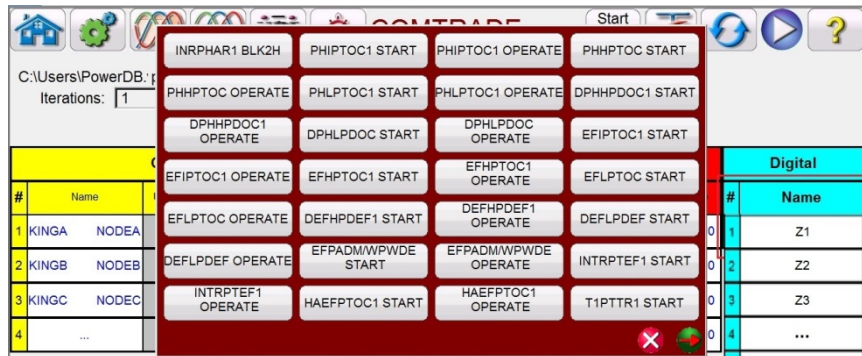 COMTRADE
Start
?
C:\Users\PowerDB.
Iterations: 1
INRPHAR1 BLK2H
PHIPTOC1 START
PHIPTOC1 OPERATE
PHHPTOC START
PHHPTOC OPERATE
PHLPTOC1 START
PHLPTOC1 OPERATE
DPHHPDOC1 START
DPHHPDOC1
OPERATE
DPHLPDOC START
DPHLPDOC
OPERATE
EFIPTOC1 START
EFIPTOC1 OPERATE
EFHPTOC1 START
EFHPTOC1
OPERATE
EFLPTOC START
EFLPTOC OPERATE
DEFHPDEF1 START
DEFHPDEF1
OPERATE
DEFLPDEF START
DEFLPDEF OPERATE
EFPADM/WPWDE
START
EFPADM/WPWDE
OPERATE
INTRPTEF1 START
INTRPTEF1
OPERATE
HAEFPTOC1 START
HAEFPTOC1
OPERATE
T1PTTR1 START
# Name
1 KINGA NODEA
2 KINGB NODEB
3 KINGC NODEC
4 ...
Digital
# Name
0 1 Z1
0 2 Z2
0 3 Z3
0 4 ...